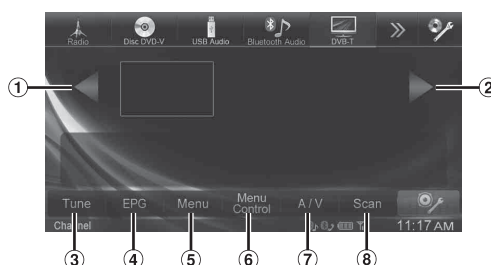 Radio
Disc DVD-V
USB Audio
Bluetooth Audio
DVB-T
1
2
Tune
EPG
Menu
Menu
Control
A / V
Scan
Channel
11:17 AM
3
4
5
6
7
8